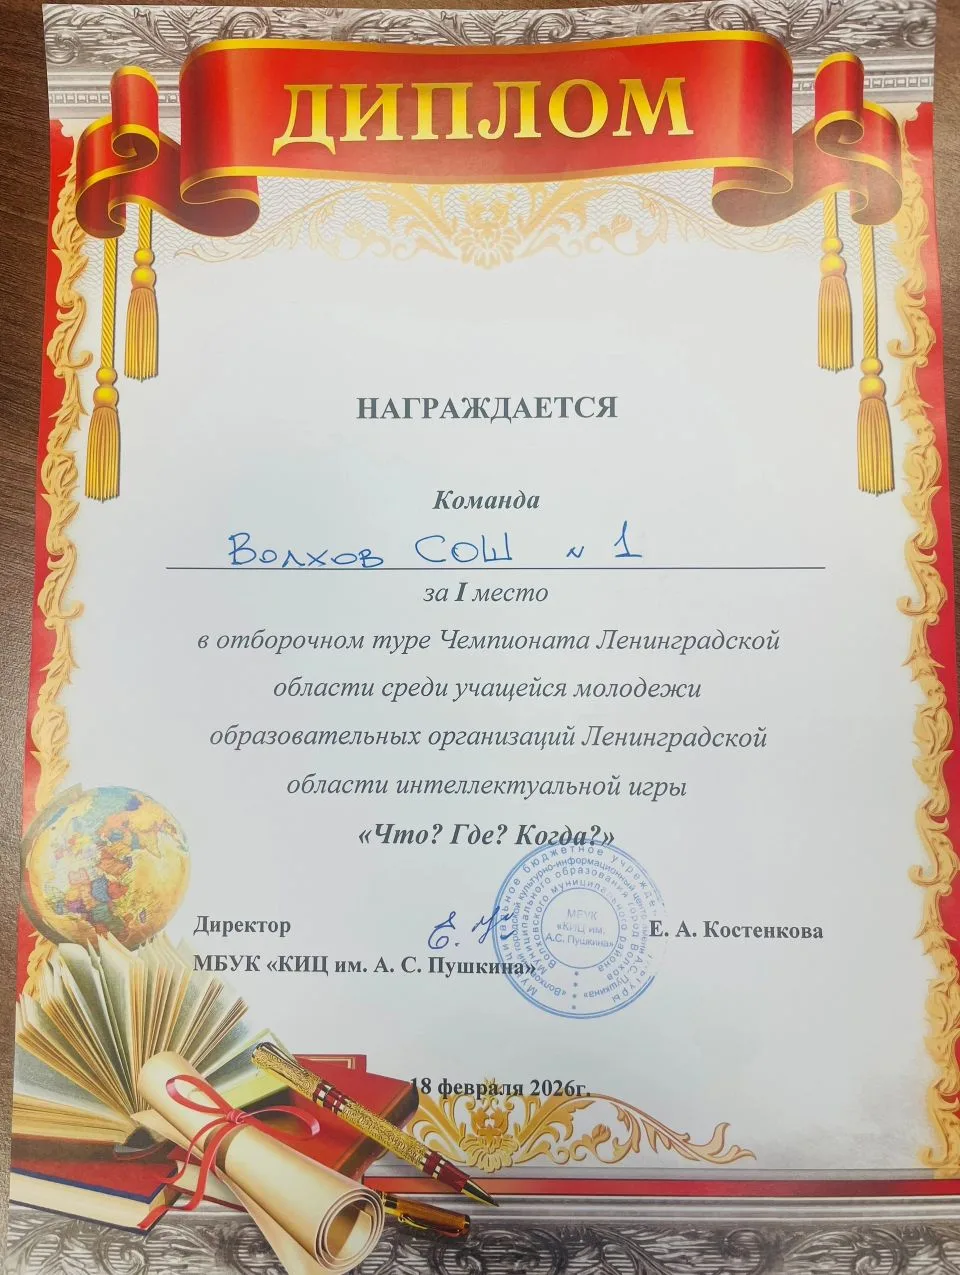 ДИПЛОМ
НАГРАЖДАЕТСЯ
Команда
Волхов СОШ № 1
за I место
в отборочном туре Чемпионата Ленинградской
области среди учащейся молодежи
образовательных организаций Ленинградской
области интеллектуальной игры
«Что? Где? Когда?»
Директор Е. А. Костенкова
МБУК «КИЦ им. А. С. Пушкина»
МБУК
«КИЦ им.
А.С. Пушкина»
18 февраля 2026г.